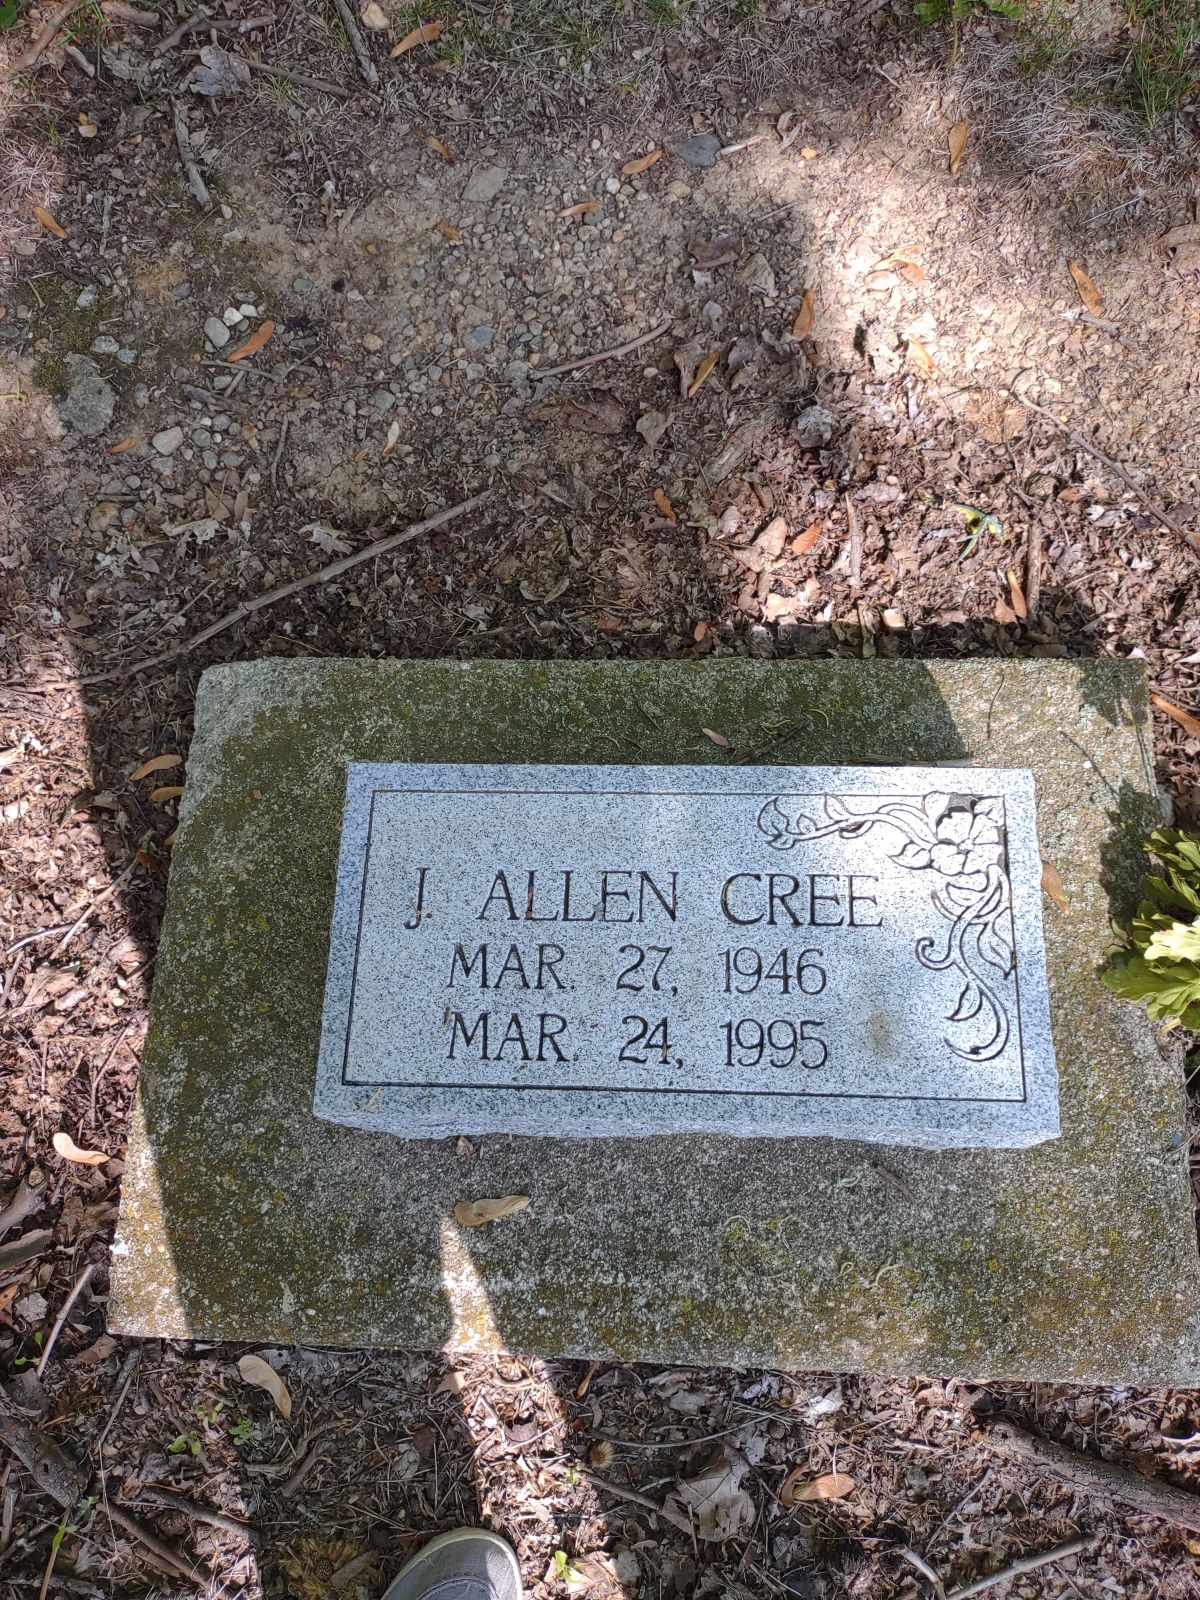 J. ALLEN CREE
MAR. 27, 1946
MAR. 24, 1995